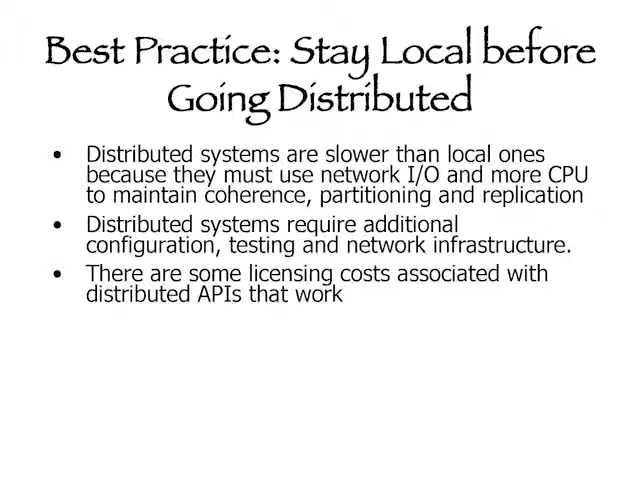 Best Practice: Stay Local before
Going Distributed
• Distributed systems are slower than local ones
because they must use network I/O and more CPU
to maintain coherence, partitioning and replication
• Distributed systems require additional
configuration, testing and network infrastructure.
• There are some licensing costs associated with
distributed APIs that work